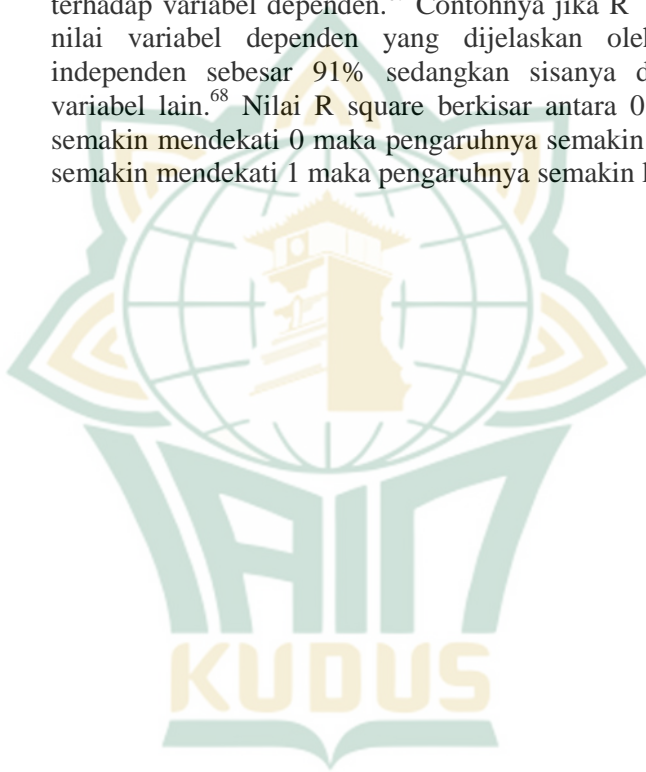 terhadap variabel dependen. Contohnya jika R
nilai variabel dependen yang dijelaskan oleh
independen sebesar 91% sedangkan sisanya d
variabel lain.⁶⁸ Nilai R square berkisar antara 0
semakin mendekati 0 maka pengaruhnya semakin
semakin mendekati 1 maka pengaruhnya semakin
IAIN
KUDUS